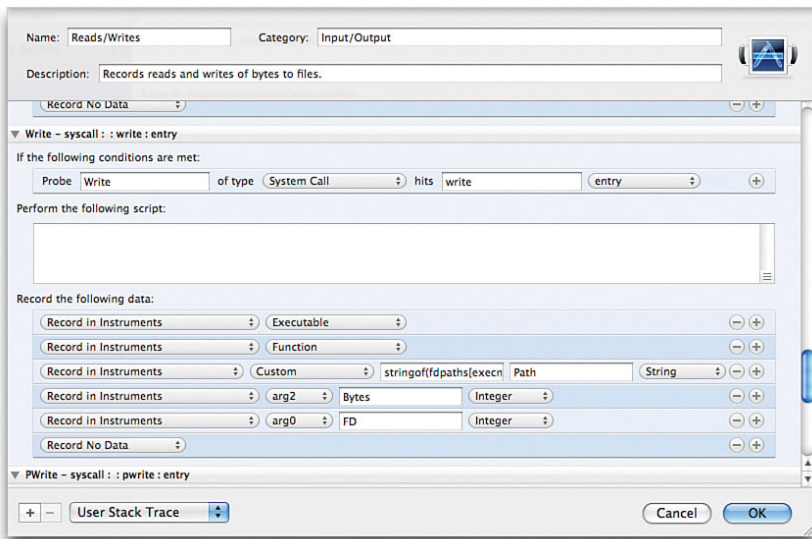 Name: Reads/Writes Category: Input/Output
Description: Records reads and writes of bytes to files.
Record No Data
Write - syscall : : write : entry
If the following conditions are met:
Probe Write of type System Call hits write entry
Perform the following script:
Record the following data:
Record in Instruments Executable
Record in Instruments Function
Record in Instruments Custom stringof(fdpaths[execn Path String
Record in Instruments arg2 Bytes Integer
Record in Instruments arg0 FD Integer
Record No Data
PWrite - syscall : : pwrite : entry
+ - User Stack Trace Cancel OK